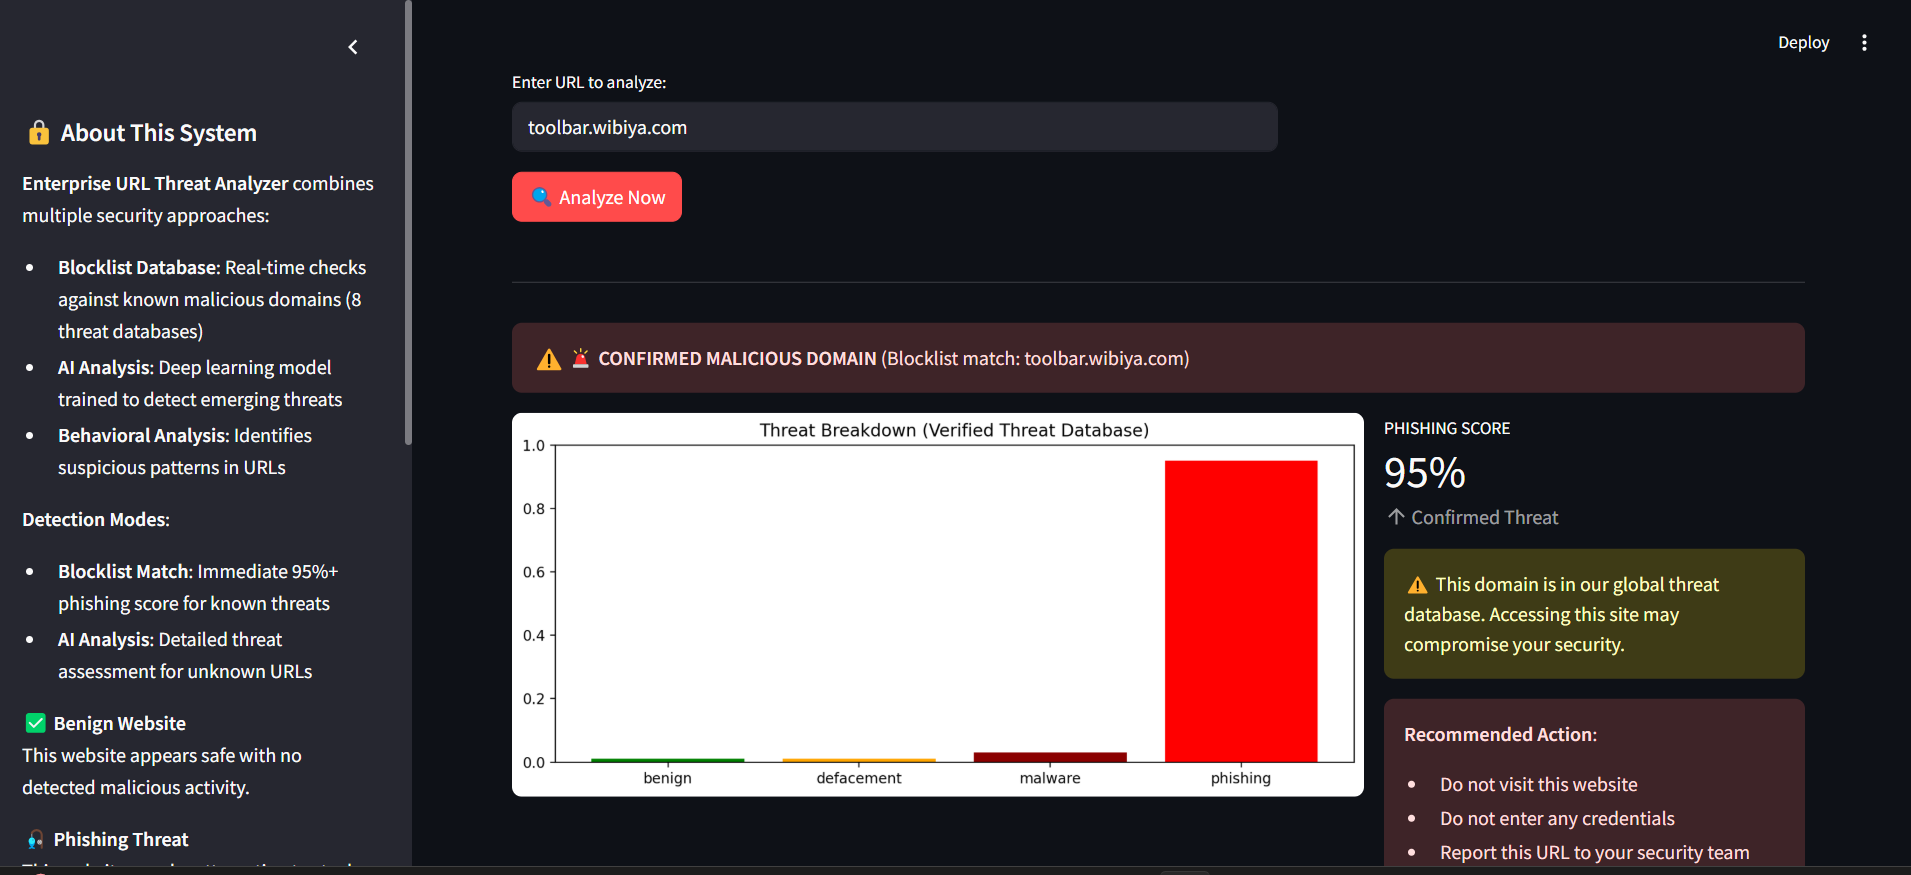 Deploy
🔒 About This System
Enterprise URL Threat Analyzer combines
multiple security approaches:
• Blocklist Database: Real-time checks
against known malicious domains (8
threat databases)
• AI Analysis: Deep learning model
trained to detect emerging threats
• Behavioral Analysis: Identifies
suspicious patterns in URLs
Detection Modes:
• Blocklist Match: Immediate 95%+
phishing score for known threats
• AI Analysis: Detailed threat
assessment for unknown URLs
✅ Benign Website
This website appears safe with no
detected malicious activity.
Phishing Threat
Enter URL to analyze:
toolbar.wibiya.com
🔍 Analyze Now
⚠️ 🚨 CONFIRMED MALICIOUS DOMAIN (Blocklist match: toolbar.wibiya.com)
Threat Breakdown (Verified Threat Database)
1.0
0.8
0.6
0.4
0.2
0.0
benign defacement malware phishing
PHISHING SCORE
95%
↑ Confirmed Threat
⚠️ This domain is in our global threat
database. Accessing this site may
compromise your security.
Recommended Action:
• Do not visit this website
• Do not enter any credentials
• Report this URL to your security team